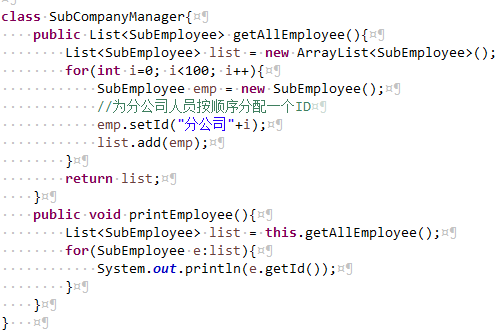 class SubCompanyManager{
    public List<SubEmployee> getAllEmployee(){
        List<SubEmployee> list = new ArrayList<SubEmployee>();
        for(int i=0; i<100; i++){
            SubEmployee emp = new SubEmployee();
            //为分公司人员按顺序分配一个ID
            emp.setId("分公司"+i);
            list.add(emp);
        }
        return list;
    }
    public void printEmployee(){
        List<SubEmployee> list = this.getAllEmployee();
        for(SubEmployee e:list){
            System.out.println(e.getId());
        }
    }
}